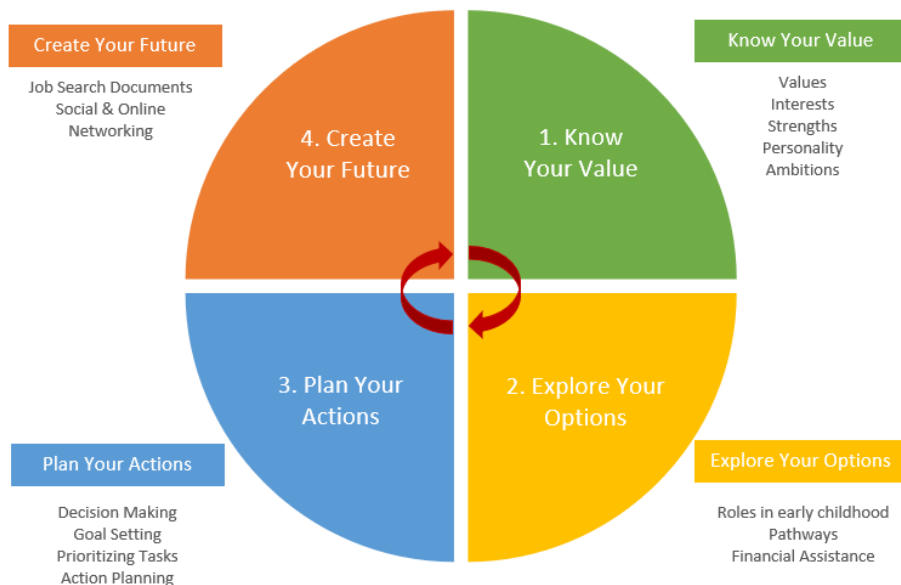 Create Your Future
Job Search Documents
Social & Online
Networking
Know Your Value
Values
Interests
Strengths
Personality
Ambitions
4. Create
Your Future
1. Know
Your Value
3. Plan Your
Actions
2. Explore Your
Options
Plan Your Actions
Decision Making
Goal Setting
Prioritizing Tasks
Action Planning
Explore Your Options
Roles in early childhood
Pathways
Financial Assistance